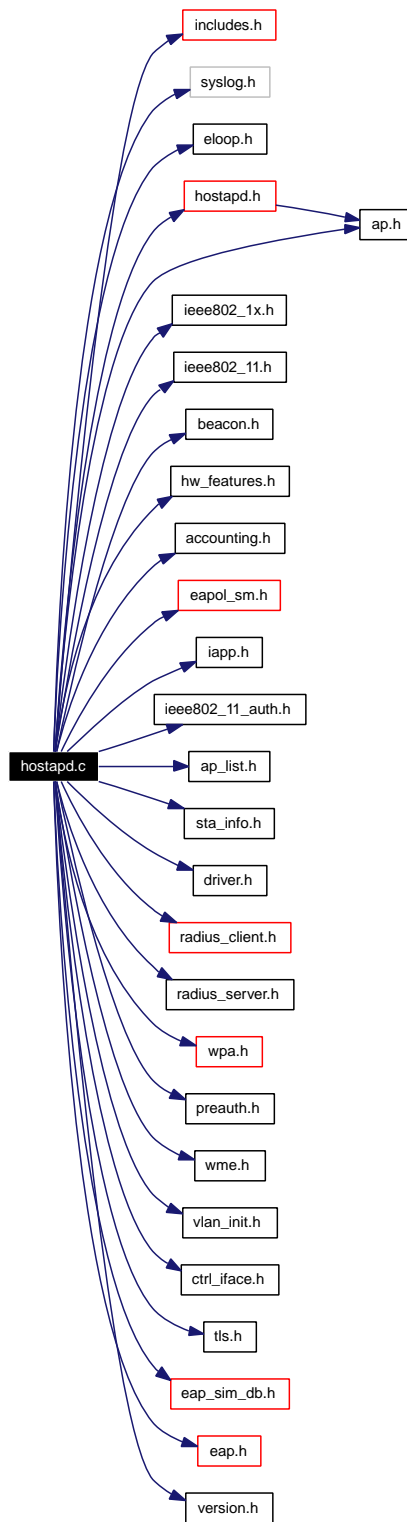 includes.h
syslog.h
eloop.h
hostapd.h
ap.h
ieee802_1x.h
ieee802_11.h
beacon.h
hw_features.h
accounting.h
eapol_sm.h
iapp.h
ieee802_11_auth.h
hostapd.c
ap_list.h
sta_info.h
driver.h
radius_client.h
radius_server.h
wpa.h
preauth.h
wme.h
vlan_init.h
ctrl_iface.h
tls.h
eap_sim_db.h
eap.h
version.h